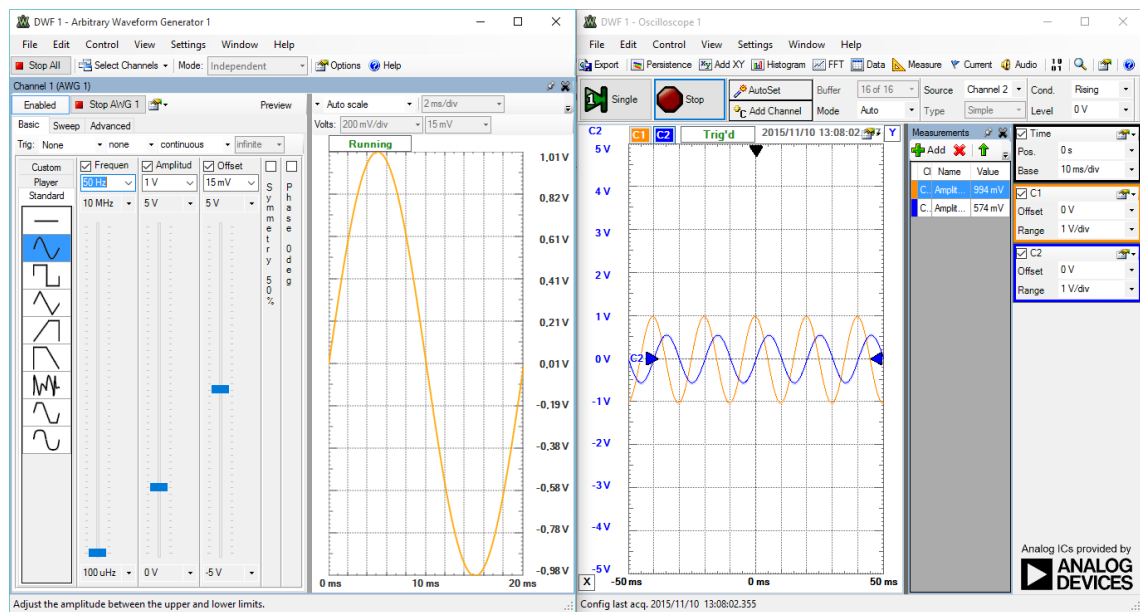 DWF 1 - Arbitrary Waveform Generator 1
File Edit Control View Settings Window Help
Stop All Select Channels Mode: Independent Options Help
Channel 1 (AWG 1)
Enabled Stop AWG 1 Preview
Basic Sweep Advanced
Trig: None none continuous infinite
Custom
Player
Standard
Frequen Amplitud Offset
50 Hz 1 V 15 mV
10 MHz 5 V 5 V
Symmetry 50%
Phase 0 deg
100 uHz 0 V -5 V
Auto scale 2 ms/div
Volts: 200 mV/div 15 mV
Running
1,01 V
0,82 V
0,61 V
0,41 V
0,21 V
0,01 V
-0,19 V
-0,38 V
-0,58 V
-0,78 V
-0,98 V
0 ms 10 ms 20 ms
Adjust the amplitude between the upper and lower limits.
DWF 1 - Oscilloscope 1
File Edit Control View Settings Window Help
Export Persistence Add XY Histogram FFT Data Measure Current Audio
Single Stop AutoSet Buffer 16 of 16 Source Channel 2 Cond. Rising
Add Channel Mode Auto Type Simple Level 0 V
C2 C1 C2 Trig'd 2015/11/10 13:08:02 Y
5 V
4 V
3 V
2 V
1 V
0 V C2
-1 V
-2 V
-3 V
-4 V
-5 V
X -50 ms 0 ms 50 ms
Measurements
Add
Cl Name Value
C.. Amplit... 994 mV
C.. Amplit... 574 mV
Time
Pos. 0 s
Base 10 ms/div
C1
Offset 0 V
Range 1 V/div
C2
Offset 0 V
Range 1 V/div
Analog ICs provided by
ANALOG
DEVICES
Config last acq. 2015/11/10 13:08:02.355